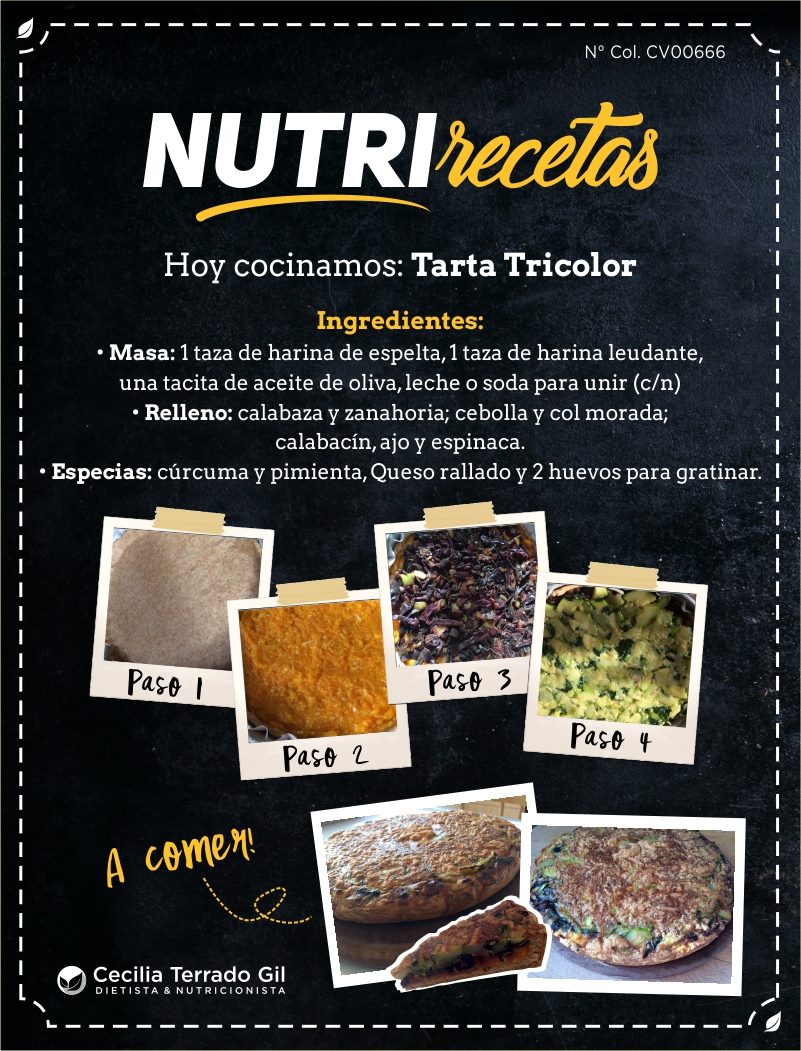 N° Col. CV00666
NUTRIrecetas
Hoy cocinamos: Tarta Tricolor
Ingredientes:
• Masa: 1 taza de harina de espelta, 1 taza de harina leudante,
una tacita de aceite de oliva, leche o soda para unir (c/n)
• Relleno: calabaza y zanahoria; cebolla y col morada;
calabacín, ajo y espinaca.
• Especias: cúrcuma y pimienta, Queso rallado y 2 huevos para gratinar.
Paso 1
Paso 2
Paso 3
Paso 4
A comer!
Cecilia Terrado Gil
DIETISTA & NUTRICIONISTA